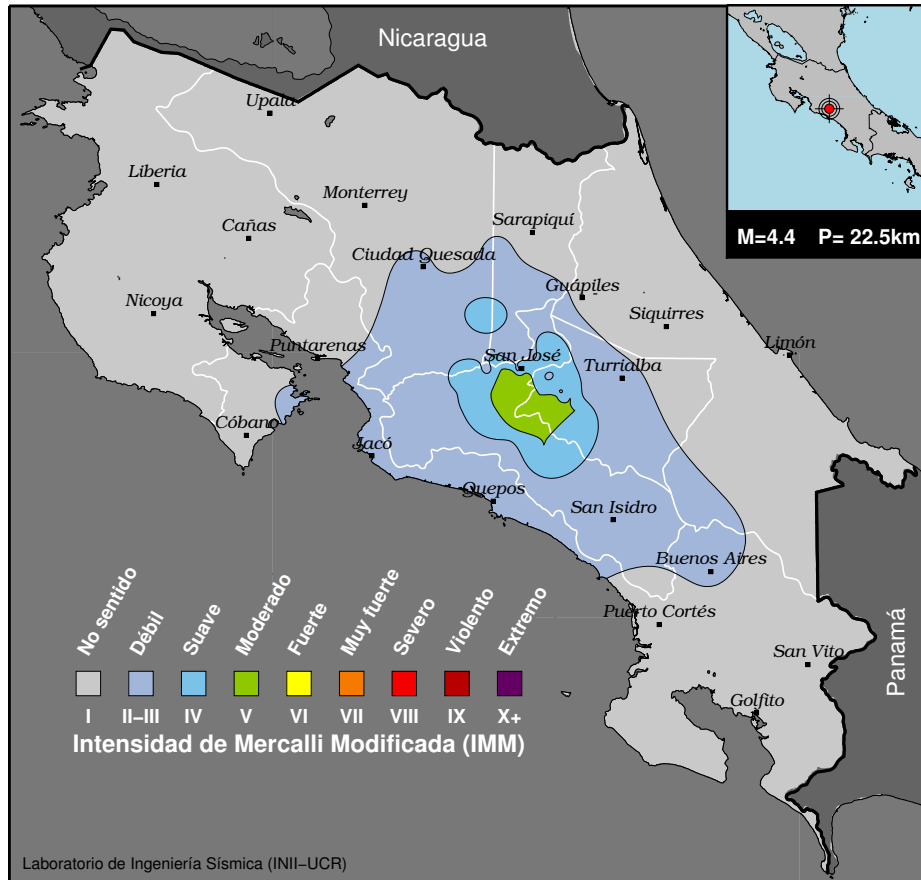 Nicaragua
Upala
Liberia
Monterrey
Cañas
Sarapiquí
M=4.4 P= 22.5km
Ciudad Quesada
Guápiles
Nicoya
Siquirres
Puntarenas
San José
Limón
Turrialba
Cóbano
Jacó
Quepos
San Isidro
Buenos Aires
Puerto Cortés
San Vito
Golfito
Panamá
No sentido
Débil
Suave
Moderado
Fuerte
Muy fuerte
Severo
Violento
Extremo
I II–III IV V VI VII VIII IX X+
Intensidad de Mercalli Modificada (IMM)
Laboratorio de Ingeniería Sísmica (INII–UCR)